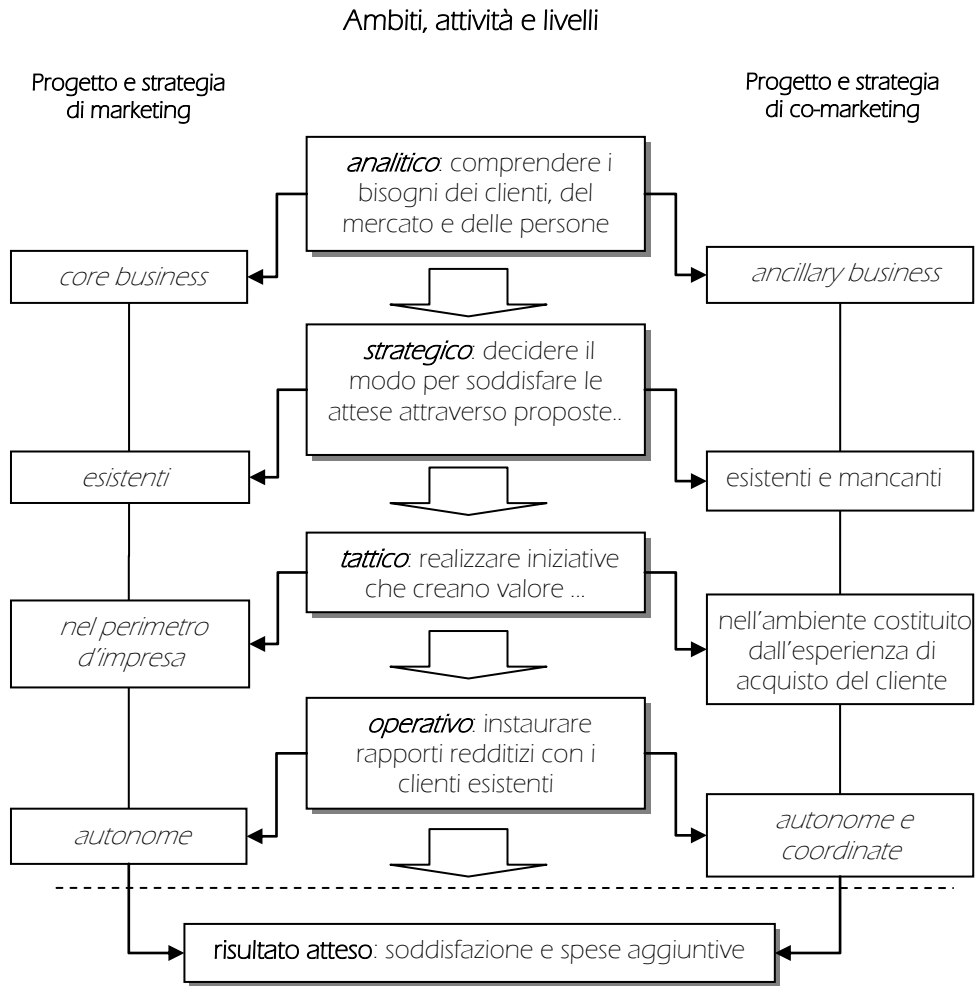 Ambiti, attività e livelli
Progetto e strategia
di marketing
Progetto e strategia
di co-marketing
analitico: comprendere i
bisogni dei clienti, del
mercato e delle persone
core business
ancillary business
strategico: decidere il
modo per soddisfare le
attese attraverso proposte..
esistenti
esistenti e mancanti
tattico: realizzare iniziative
che creano valore ...
nel perimetro
d'impresa
nell'ambiente costituito
dall'esperienza di
acquisto del cliente
operativo: instaurare
rapporti redditizi con i
clienti esistenti
autonome
autonome e
coordinate
risultato atteso: soddisfazione e spese aggiuntive